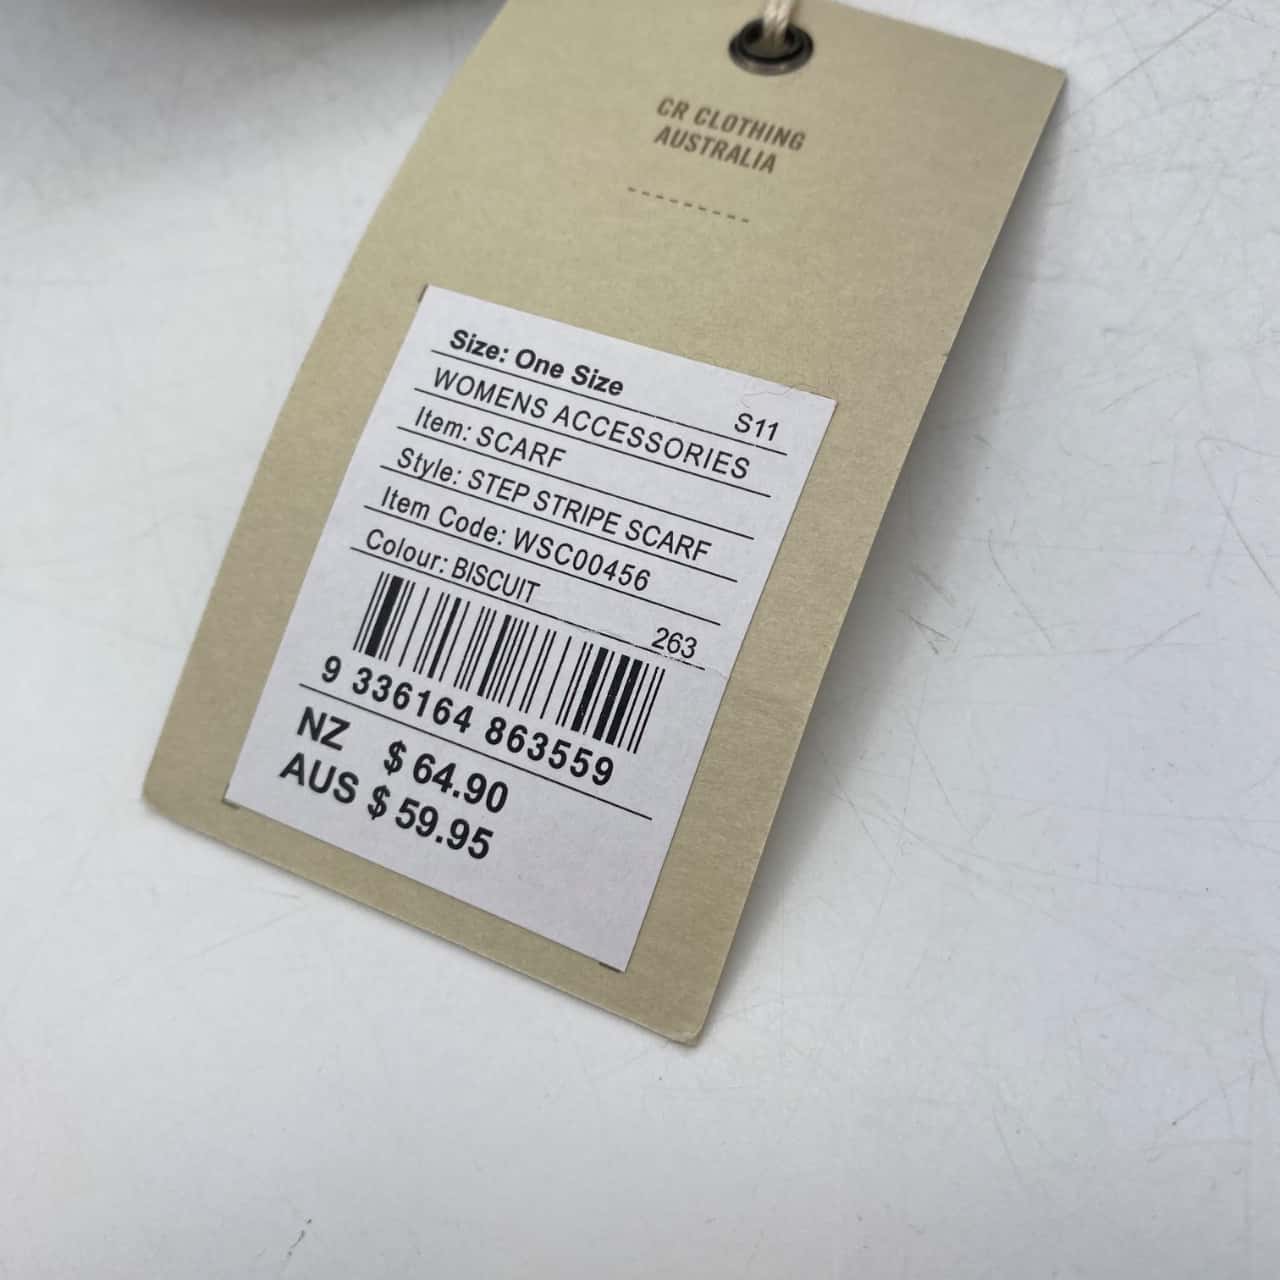 CR CLOTHING
AUSTRALIA
Size: One Size
S11
WOMENS ACCESSORIES
Item: SCARF
Style: STEP STRIPE SCARF
Item Code: WSC00456
Colour: BISCUIT
263
9 336164 863559
NZ $ 64.90
AUS $ 59.95